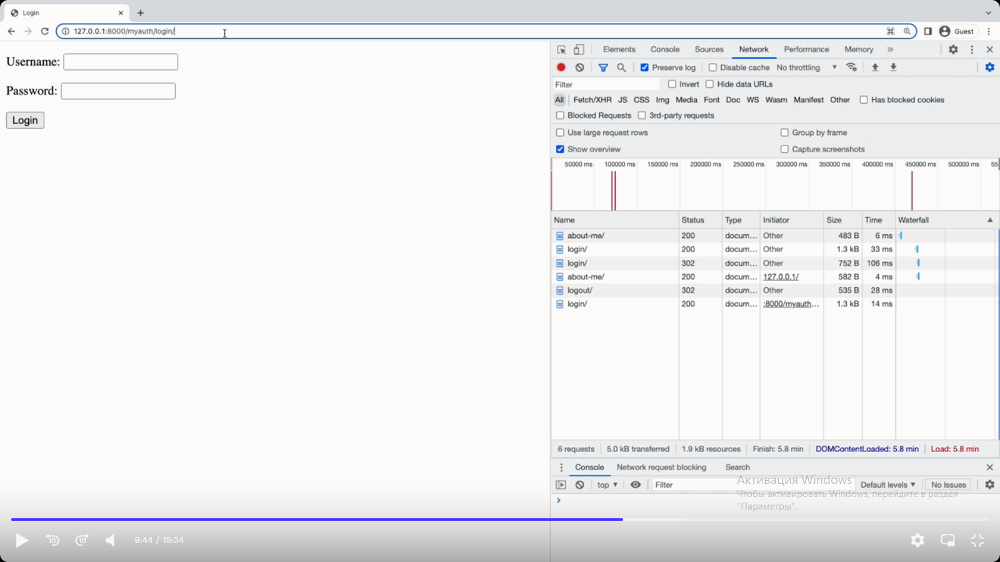 Login
127.0.0.1:8000/myauth/login/
Guest
Username:
Password:
Login
Elements Console Sources Network Performance Memory »
Preserve log Disable cache No throttling
Filter Invert Hide data URLs
All Fetch/XHR JS CSS Img Media Font Doc WS Wasm Manifest Other Has blocked cookies
Blocked Requests 3rd-party requests
Use large request rows Group by frame
Show overview Capture screenshots
50000 ms 100000 ms 150000 ms 200000 ms 250000 ms 300000 ms 350000 ms 400000 ms 450000 ms 500000 ms 55
Name Status Type Initiator Size Time Waterfall
about-me/ 200 docum... Other 483 B 6 ms
login/ 200 docum... Other 1.3 kB 33 ms
login/ 302 docum... Other 752 B 106 ms
about-me/ 200 docum... 127.0.0.1/ 582 B 4 ms
logout/ 302 docum... Other 535 B 28 ms
login/ 200 docum... :8000/myauth... 1.3 kB 14 ms
6 requests 5.0 kB transferred 1.9 kB resources Finish: 5.8 min DOMContentLoaded: 5.8 min Load: 5.8 min
Console Network request blocking Search
top Filter Default levels No Issues
Активация Windows
Чтобы активировать Windows, перейдите в раздел
"Параметры".
10 10 9:44 / 15:34